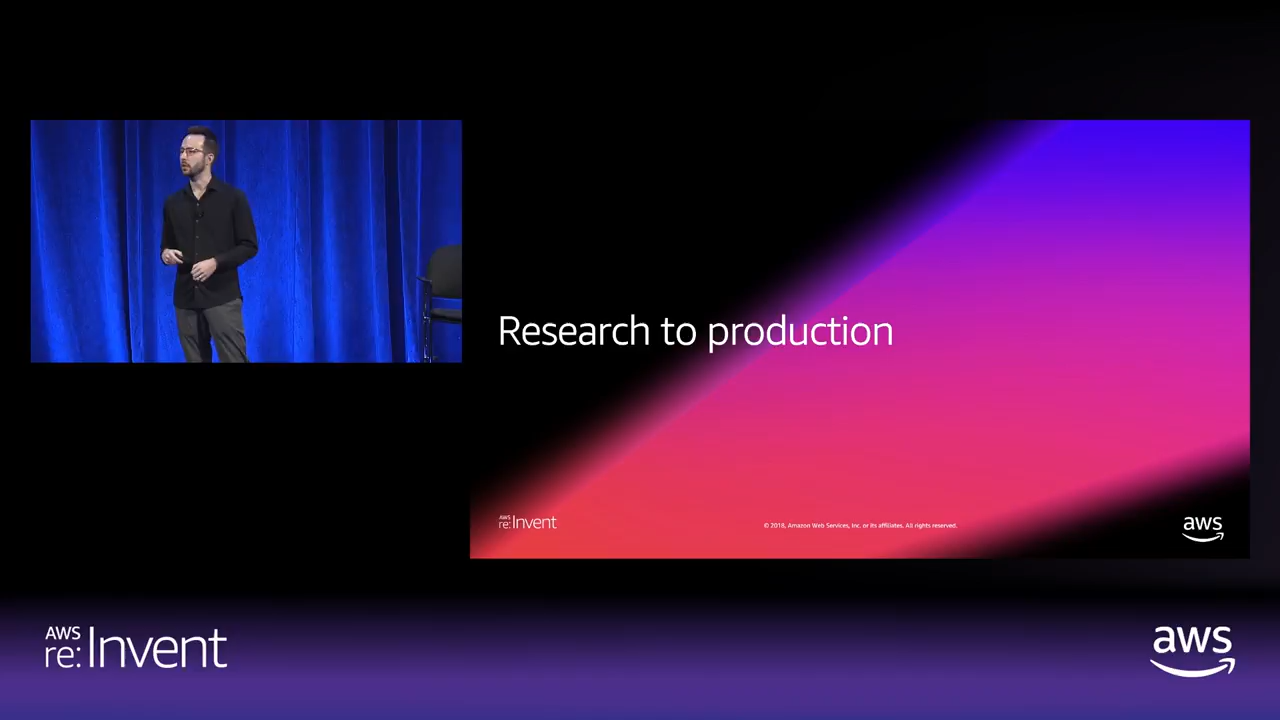 Research to production
AWS
re:Invent
© 2018, Amazon Web Services, Inc. or its affiliates. All rights reserved.
aws
AWS
re:Invent
aws